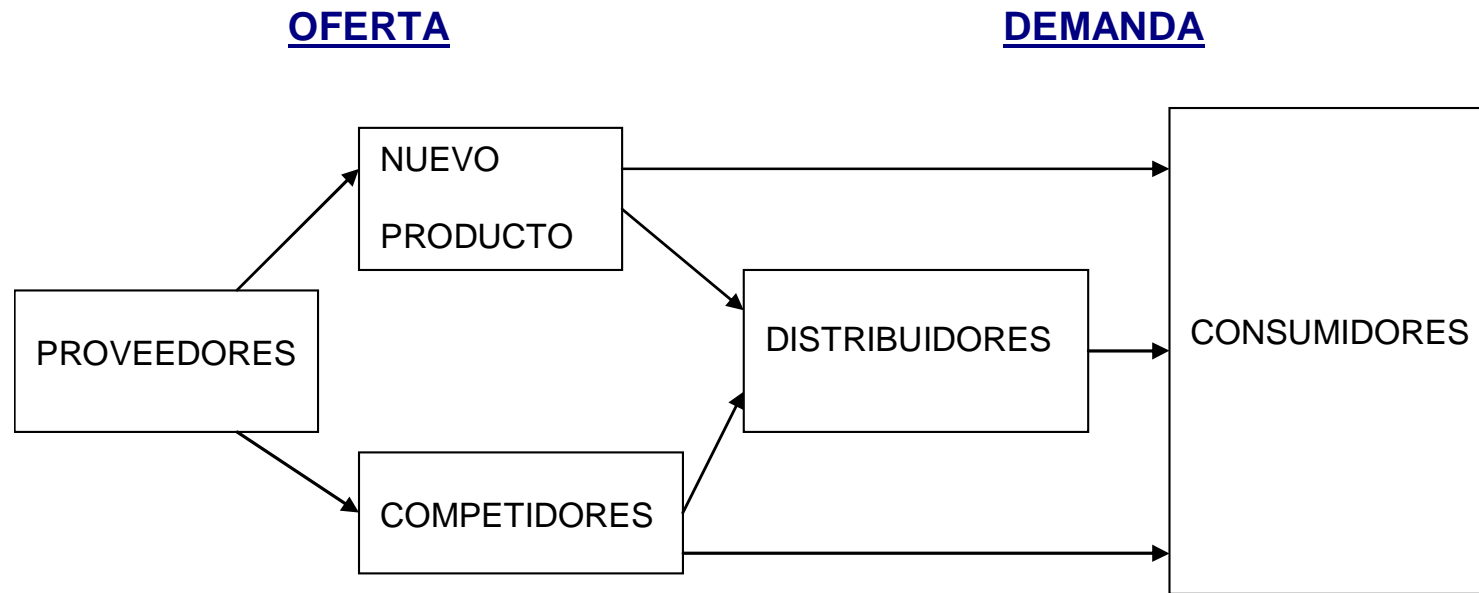 OFERTA
DEMANDA
NUEVO
PRODUCTO
PROVEEDORES
DISTRIBUIDORES
CONSUMIDORES
COMPETIDORES